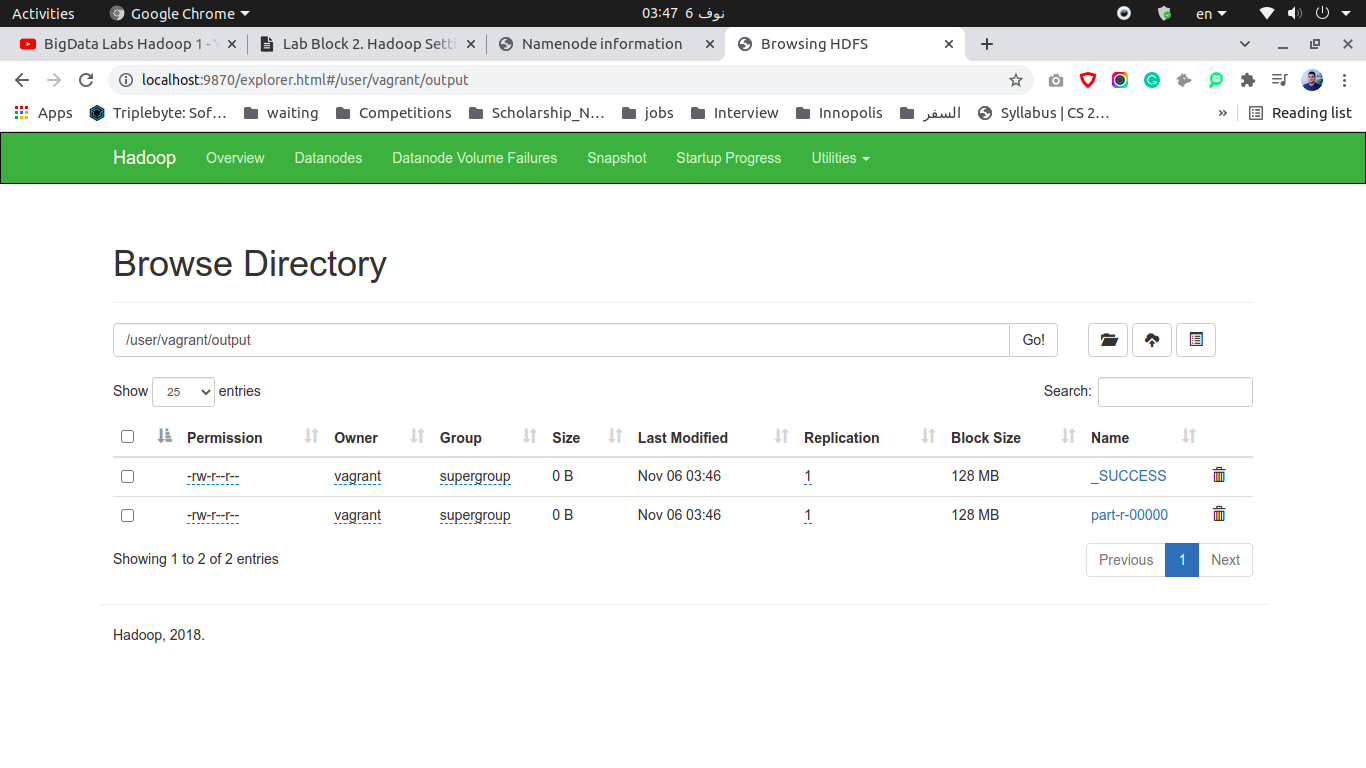 Activities Google Chrome 03:47 6 نوف en
BigData Labs Hadoop 1 - Lab Block 2. Hadoop Setti Namenode information Browsing HDFS
localhost:9870/explorer.html#/user/vagrant/output
Apps Triplebyte: Sof... waiting Competitions Scholarship_N... jobs Interview Innopolis السفر Syllabus | CS 2... » Reading list
Hadoop Overview Datanodes Datanode Volume Failures Snapshot Startup Progress Utilities
Browse Directory
/user/vagrant/output Go!
Show 25 entries Search:
Permission Owner Group Size Last Modified Replication Block Size Name
-rw-r--r-- vagrant supergroup 0 B Nov 06 03:46 1 128 MB _SUCCESS
-rw-r--r-- vagrant supergroup 0 B Nov 06 03:46 1 128 MB part-r-00000
Showing 1 to 2 of 2 entries Previous 1 Next
Hadoop, 2018.